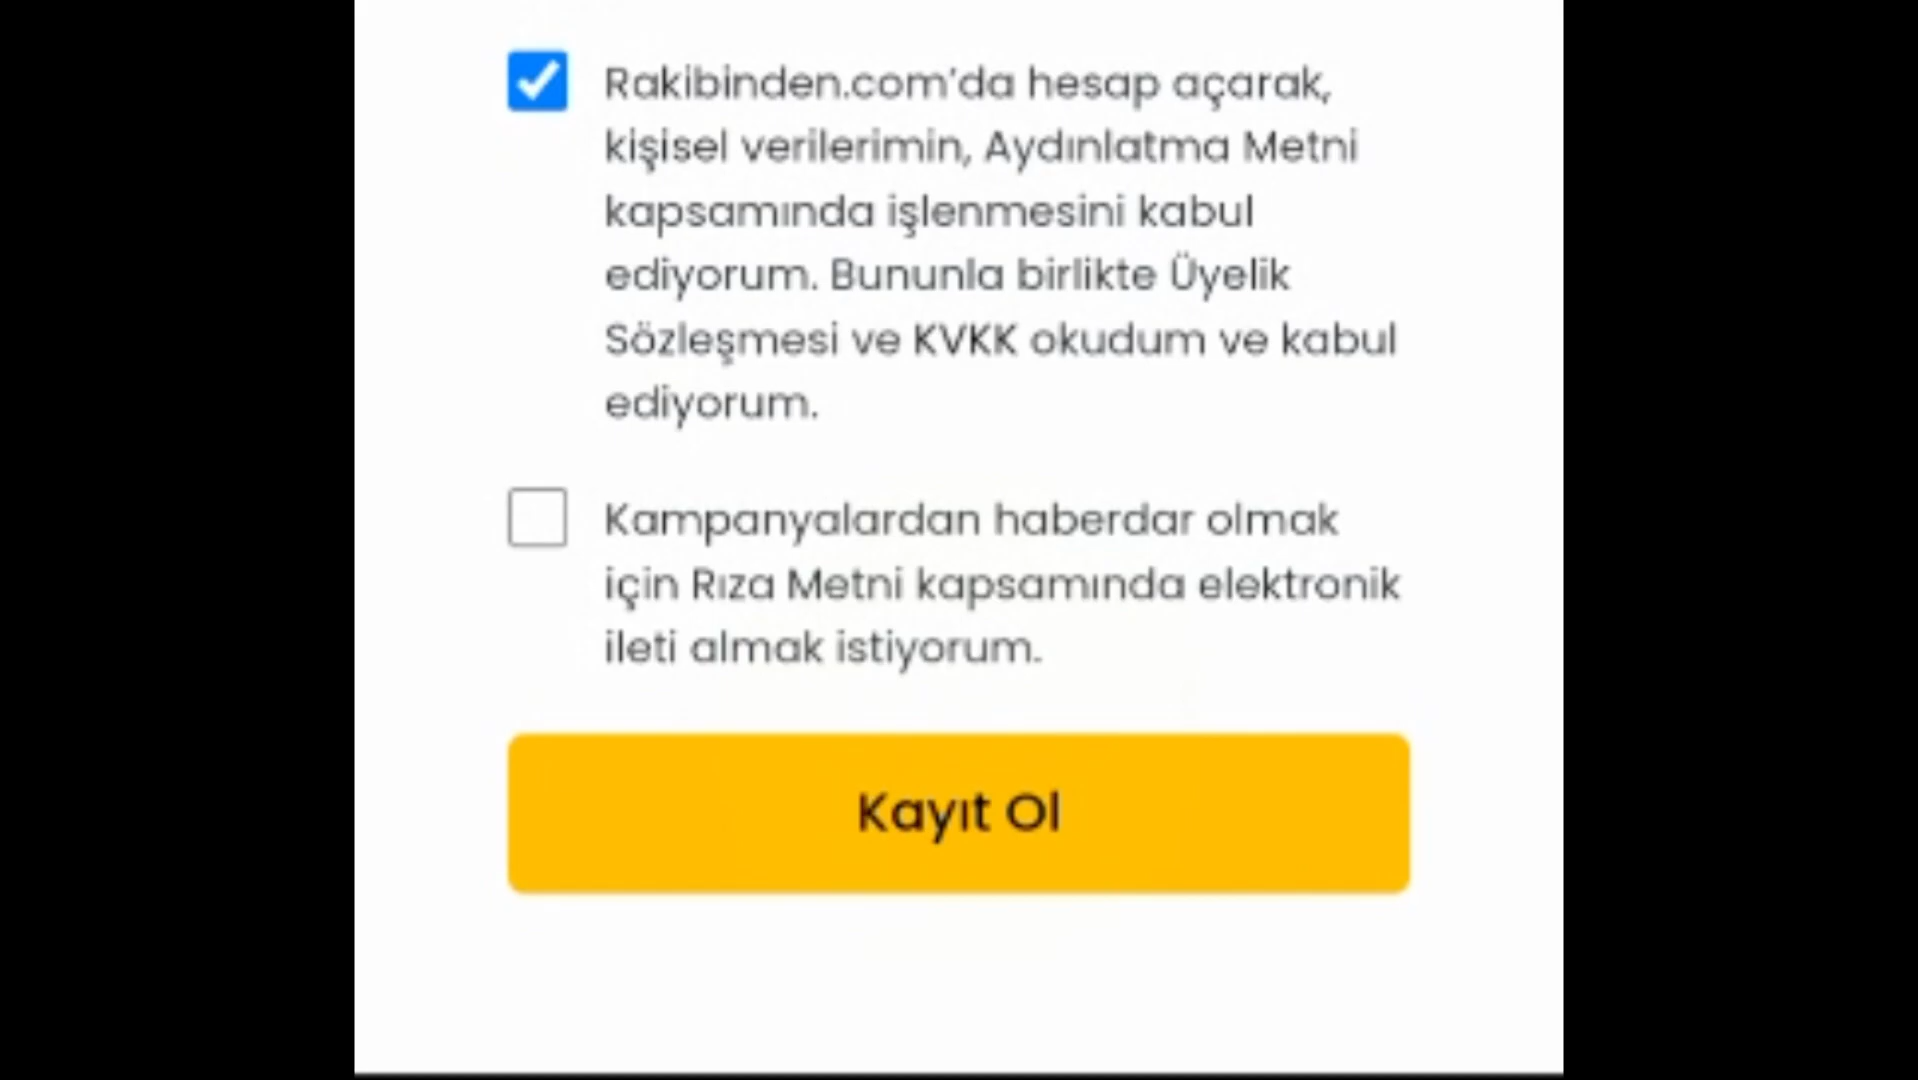 Rakibinden.com'da hesap açarak,
kişisel verilerimin, Aydınlatma Metni
kapsamında işlenmesini kabul
ediyorum. Bununla birlikte Üyelik
Sözleşmesi ve KVKK okudum ve kabul
ediyorum.
Kampanyalardan haberdar olmak
için Rıza Metni kapsamında elektronik
ileti almak istiyorum.
Kayıt Ol